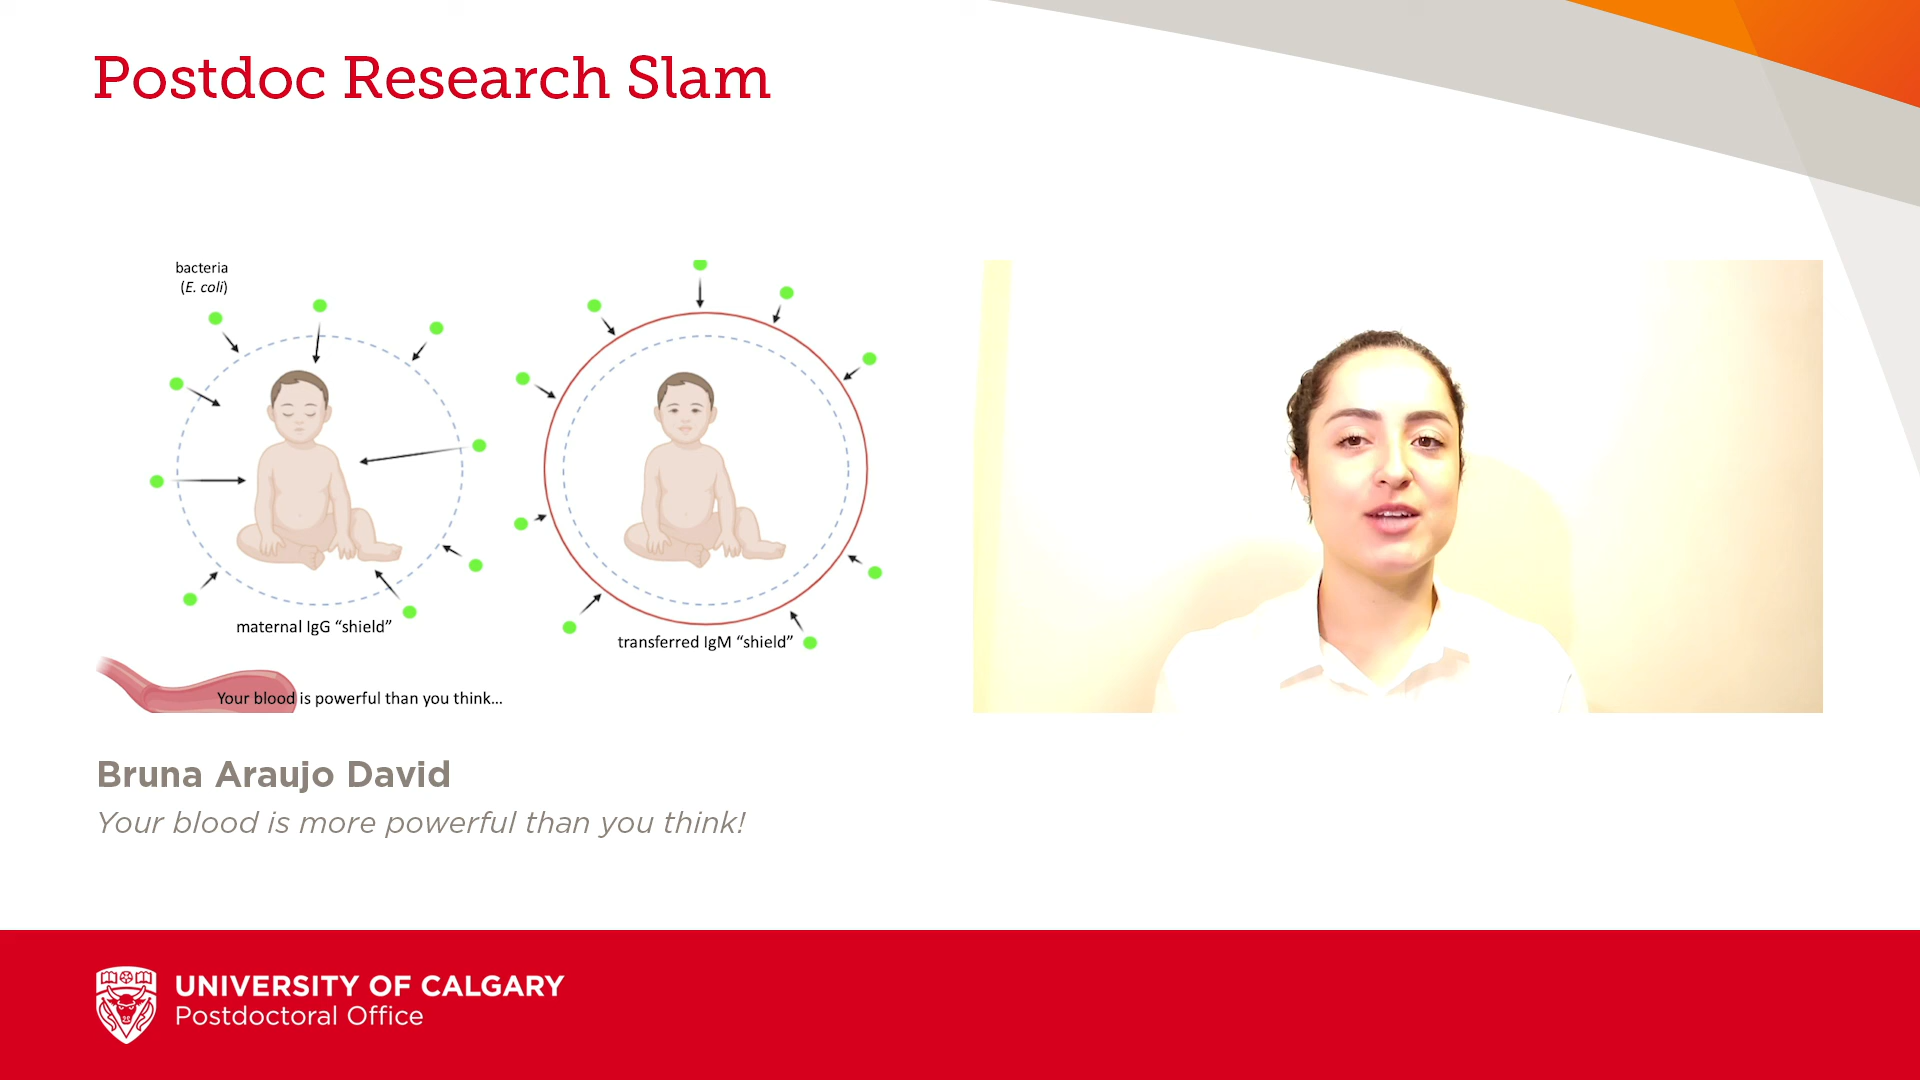 Postdoc Research Slam
bacteria
(E. coli)
maternal IgG “shield”
transferred IgM “shield”
Your blood is powerful than you think...
Bruna Araujo David
Your blood is more powerful than you think!
UNIVERSITY OF CALGARY
Postdoctoral Office